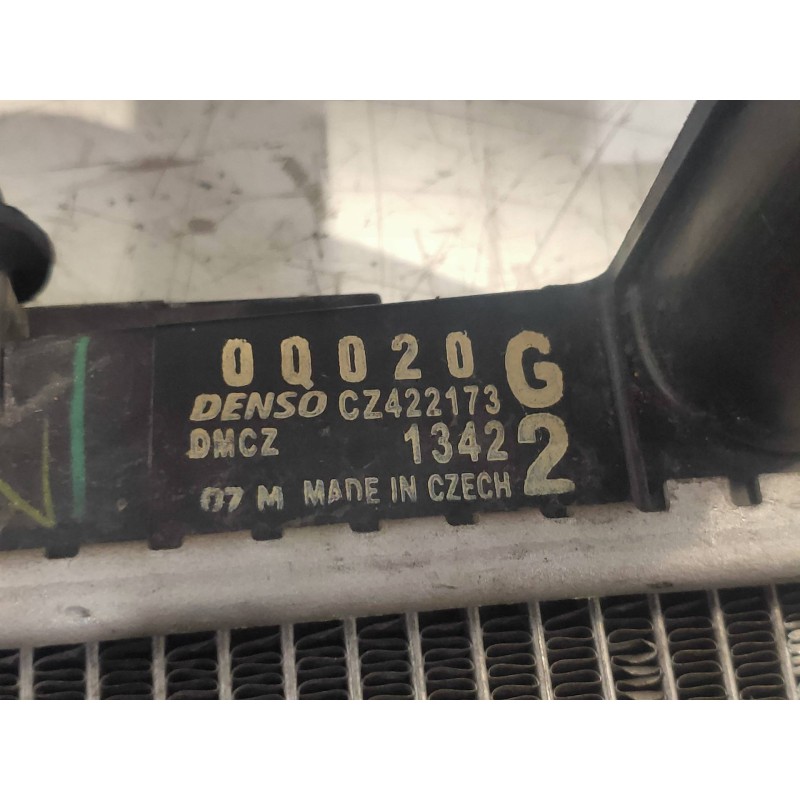 0Q020 G
DENSO CZ422173
DMCZ 1342 2
07 M MADE IN CZECH